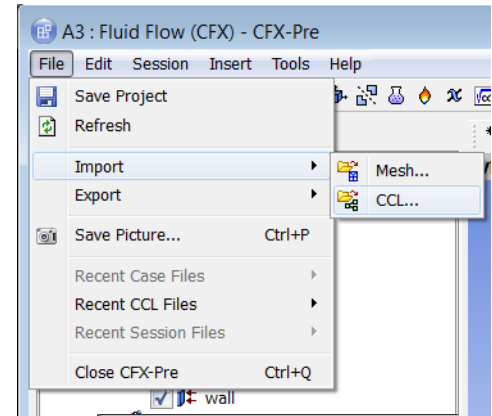 A3 : Fluid Flow (CFX) - CFX-Pre
File Edit Session Insert Tools Help
Save Project
Refresh
Import
Mesh...
Export
CCL...
Save Picture... Ctrl+P
Recent Case Files
Recent CCL Files
Recent Session Files
Close CFX-Pre Ctrl+Q
wall